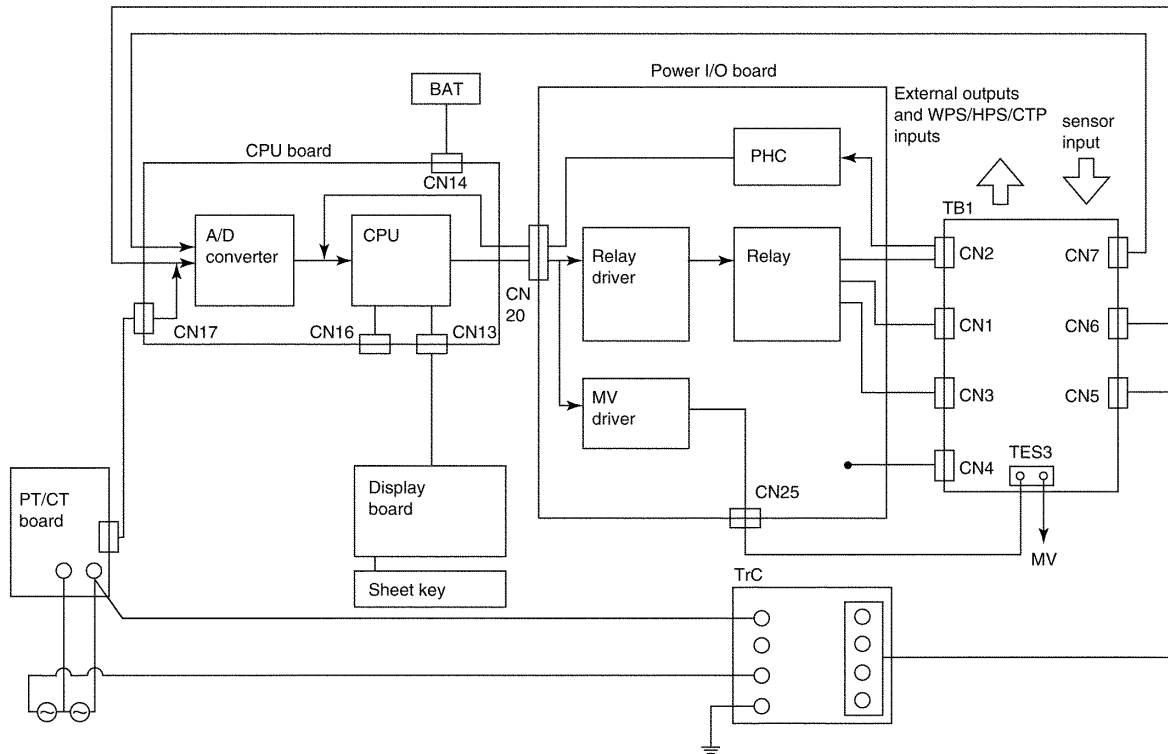 Power I/O board
BAT
External outputs
and WPS/HPS/CTP
inputs
sensor
input
CPU board
CN14
PHC
TB1
A/D
converter
CPU
Relay
driver
Relay
CN2
CN7
CN
20
CN17
CN16
CN13
CN1
CN6
MV
driver
CN3
CN5
TES3
CN4
PT/CT
board
Display
board
CN25
MV
Sheet key
TrC